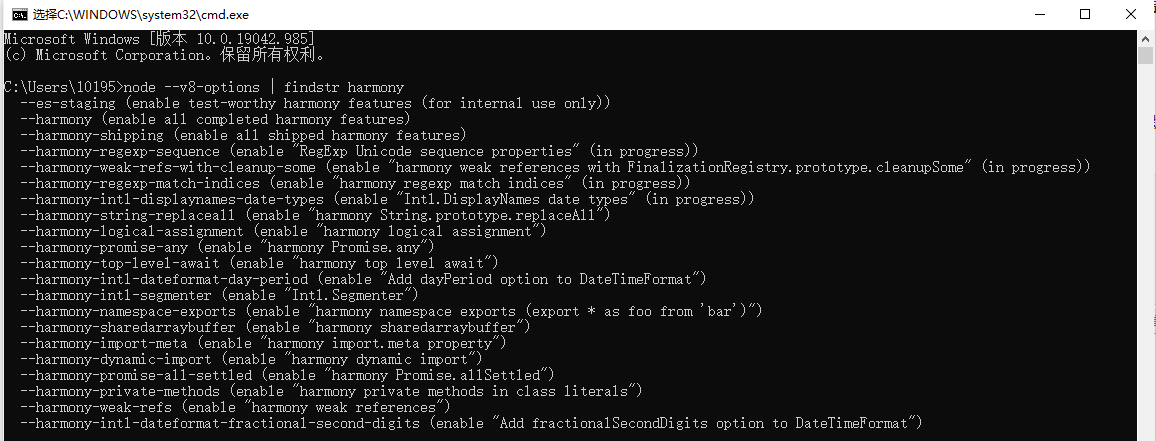 选择C:\WINDOWS\system32\cmd.exe
Microsoft Windows [版本 10.0.19042.985]
(c) Microsoft Corporation。保留所有权利。
C:\Users\10195>node --v8-options | findstr harmony
--es-staging (enable test-worthy harmony features (for internal use only))
--harmony (enable all completed harmony features)
--harmony-shipping (enable all shipped harmony features)
--harmony-regexp-sequence (enable "RegExp Unicode sequence properties" (in progress))
--harmony-weak-refs-with-cleanup-some (enable "harmony weak references with FinalizationRegistry.prototype.cleanupSome" (in progress))
--harmony-regexp-match-indices (enable "harmony regexp match indices" (in progress))
--harmony-intl-displaynames-date-types (enable "Intl.DisplayNames date types" (in progress))
--harmony-string-replaceall (enable "harmony String.prototype.replaceAll")
--harmony-logical-assignment (enable "harmony logical assignment")
--harmony-promise-any (enable "harmony Promise.any")
--harmony-top-level-await (enable "harmony top level await")
--harmony-intl-dateformat-day-period (enable "Add dayPeriod option to DateTimeFormat")
--harmony-intl-segmenter (enable "Intl.Segmenter")
--harmony-namespace-exports (enable "harmony namespace exports (export * as foo from 'bar')")
--harmony-sharedarraybuffer (enable "harmony sharedarraybuffer")
--harmony-import-meta (enable "harmony import.meta property")
--harmony-dynamic-import (enable "harmony dynamic import")
--harmony-promise-all-settled (enable "harmony Promise.allSettled")
--harmony-private-methods (enable "harmony private methods in class literals")
--harmony-weak-refs (enable "harmony weak references")
--harmony-intl-dateformat-fractional-second-digits (enable "Add fractionalSecondDigits option to DateTimeFormat")